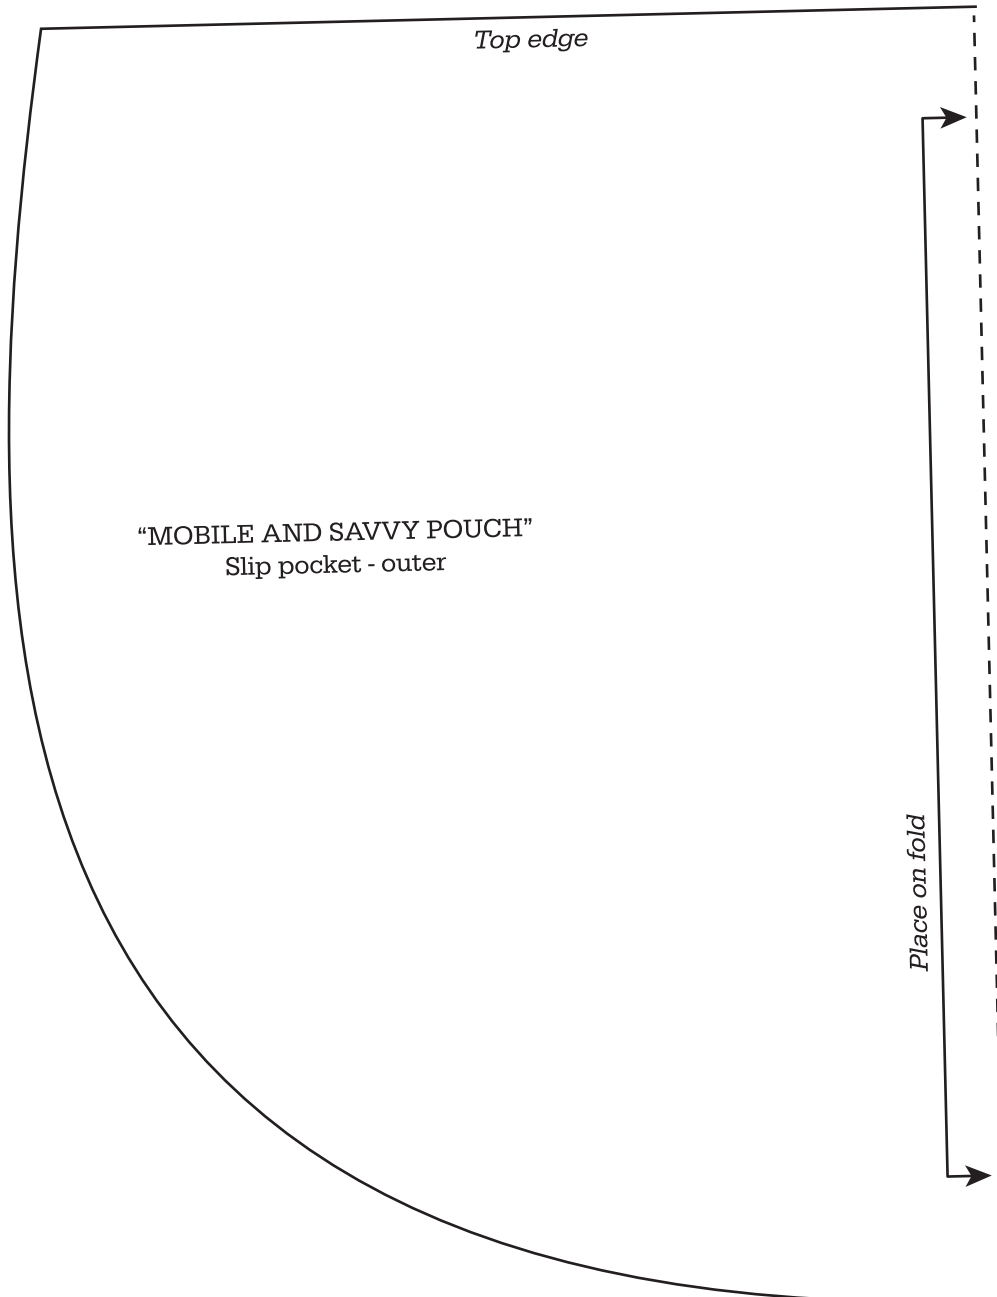 Top edge
“MOBILE AND SAVVY POUCH”
Slip pocket - outer
Place on fold